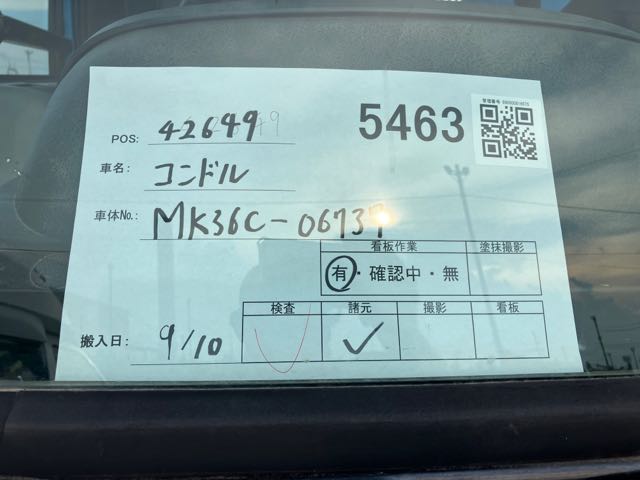 POS: 42649
5463
車名: コンドル
車体No.: MK36C-06737
看板作業 塗抹撮影
有・確認中・無
検査 諸元 撮影 看板
搬入日: 9/10